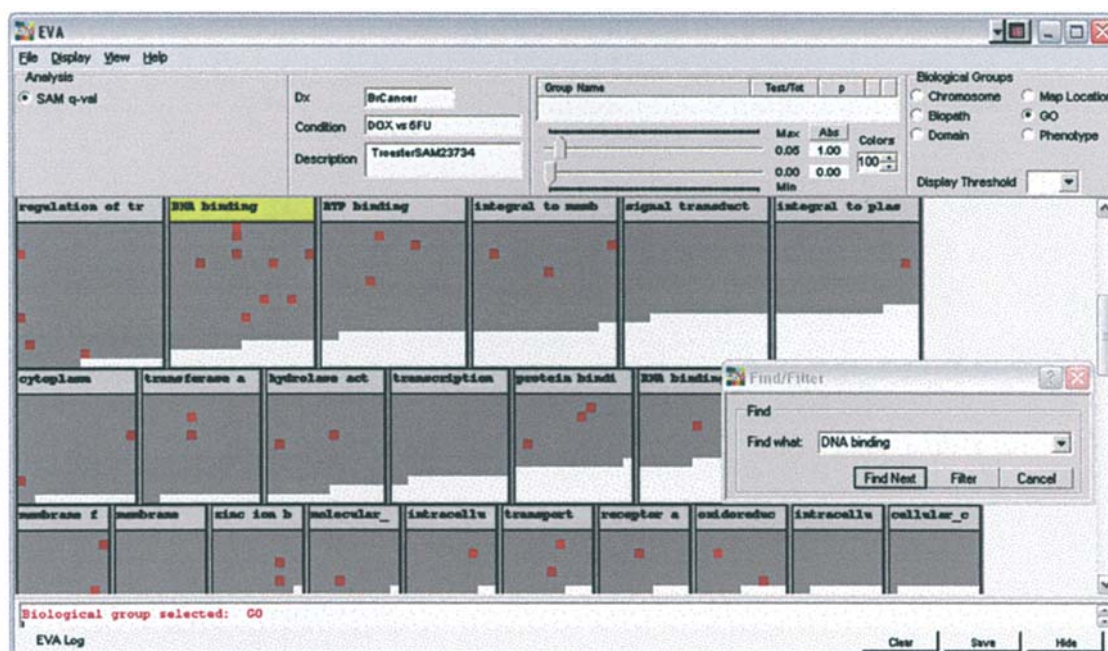 EVA
File Display View Help
Analysis
SAM q-val
Dx BrCancer
Condition DOX vs 5FU
Description TroesterSAM23734
Group Name Test/Tot p
Max Abs
0.05 1.00
0.00 0.00
Min
Colors
100
Biological Groups
Chromosome Map Location
Biopath GO
Domain Phenotype
Display Threshold
regulation of tr DNA binding ATP binding integral to memb signal transduct integral to plas
cytoplasm transferase a hydrolase act transcription protein bindi RNA binding
Find/Filter
Find
Find what: DNA binding
Find Next Filter Cancel
membrane f membrane zinc ion b molecular_ intracellu transport receptor a oxidoreduc intracellu cellular_c
Biological group selected: GO
EVA Log Clear Save Hide